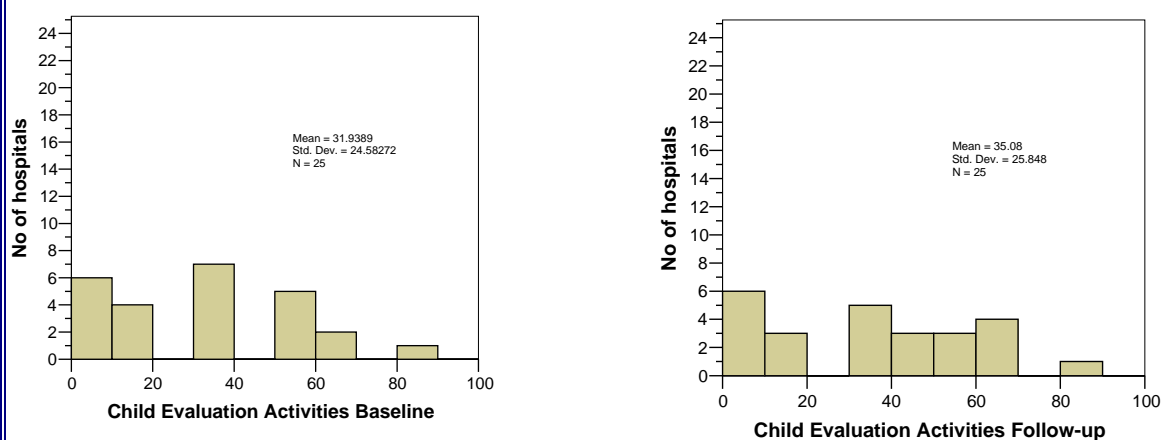 24
22
20
18
16
14
12
10
8
6
4
2
0
No of hospitals
Mean = 31.9389
Std. Dev. = 24.58272
N = 25
0 20 40 60 80 100
Child Evaluation Activities Baseline
24
22
20
18
16
14
12
10
8
6
4
2
0
No of hospitals
Mean = 35.08
Std. Dev. = 25.848
N = 25
0 20 40 60 80 100
Child Evaluation Activities Follow-up